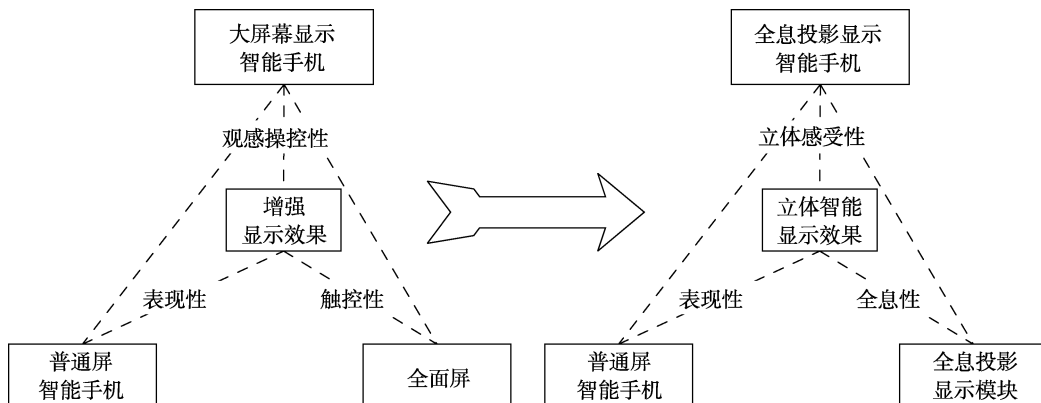 大屏幕显示
智能手机
观感操控性
增强
显示效果
表现性
触控性
普通屏
智能手机
全面屏
全息投影显示
智能手机
立体感受性
立体智能
显示效果
表现性
全息性
普通屏
智能手机
全息投影
显示模块